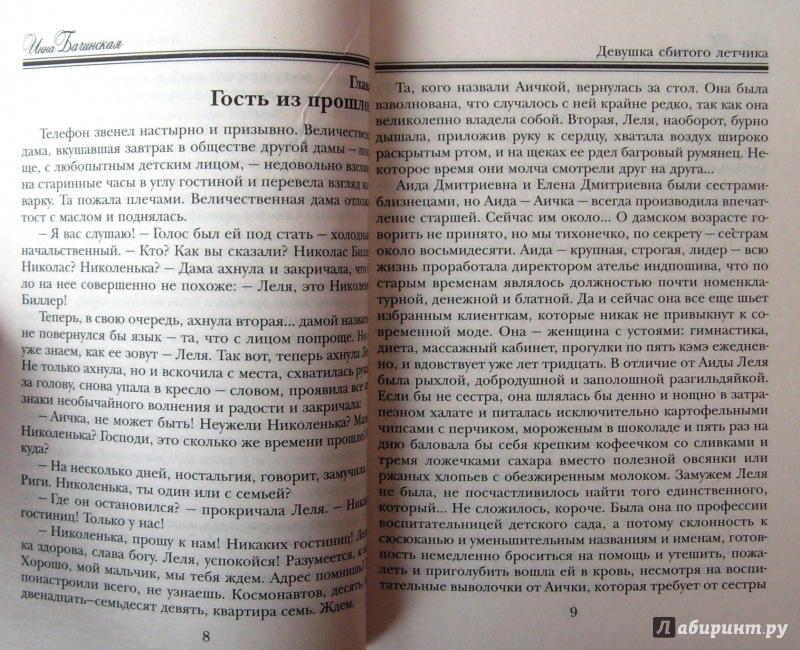 Инна Бачинская
Гость из
Телефон звенел настырно и призывно.
дама, вкушавшая завтрак в обществе другой дамы —
ще, с любопытным детским лицом, — недовольно
на старинные часы в углу гостиной и перевела взгляд
варку. Та пожала плечами. Величественная дама
тост с маслом и поднялась.
— Я вас слушаю! — Голос был ей под стать —
начальственный. — Кто? Как вы сказали? Николас
Николас? Николенька? — Дама ахнула и закричала, что
ло на нее совершенно не похоже: — Леля, это
Биллер!
Теперь, в свою очередь, ахнула вторая... дамой
не повернулся бы язык — та, что с лицом попроще. Но
уже знаем, как ее зовут — Леля. Так вот, теперь ахнула
Не только ахнула, но и вскочила с места, схватилась
за голову, снова упала в кресло — словом, проявила все
знаки необычайного волнения и радости и закричала:
— Аичка, не может быть! Неужели Николенька?
Николенька? Господи, это сколько же времени прошло!
куда?
— На несколько дней, ностальгия, говорит, замучила
Риги. Николенька, ты один или с семьей?
— Где он остановился? — прокричала Леля. —
гостиниц! Только у нас!
— Николенька, прошу к нам! Никаких гостиниц!
ка здорова, слава богу. Леля, успокойся! Разумеется,
Хорошо, мой мальчик, мы тебя ждем. Адрес помнишь?
понастроили всего, не узнаешь. Космонавтов, десять,
двенадцать—семьдесят девять, квартира семь. Ждем.
8
Девушка сбитого летчика
Та, кого назвали Аичкой, вернулась за стол. Она была
взволнована, что случалось с ней крайне редко, так как она
великолепно владела собой. Вторая, Леля, наоборот, бурно
дышала, приложив руку к сердцу, хватала воздух широко
раскрытым ртом, и на щеках ее рдел багровый румянец. Не-
которое время они молча смотрели друг на друга...
Аида Дмитриевна и Елена Дмитриевна были сестрами-
близнецами, но Аида — Аичка — всегда производила впечат-
ление старшей. Сейчас им около... О дамском возрасте го-
ворить не принято, но мы тихонечко, по секрету — сестрам
около восьмидесяти. Аида — крупная, строгая, лидер — всю
жизнь проработала директором ателье индпошива, что по
старым временам являлось должностью почти номенкла-
турной, денежной и блатной. Да и сейчас она все еще шьет
избранным клиенткам, которые никак не привыкнут к со-
временной моде. Она — женщина с устоями: гимнастика,
диета, массажный кабинет, прогулки по пять кэмэ ежеднев-
но, и вдовствует уже лет тридцать. В отличие от Аиды Леля
была рыхлой, добродушной и заполошной разгильдяйкой.
Если бы не сестра, она шлялась бы денно и нощно в затра-
пезном халате и питалась исключительно картофельными
чипсами с перчиком, мороженым в шоколаде и пять раз на
дню баловала бы себя крепким кофеечком со сливками и
тремя ложечками сахара вместо полезной овсянки или
ржаных хлопьев с обезжиренным молоком. Замужем Леля
не была, не посчастливилось найти того единственного,
который... Не сложилось, короче. Была она по профессии
воспитательницей детского сада, а потому склонность к
сюсюканью и уменьшительным названиям и именам, готов-
ность немедленно броситься на помощь и утешить, пожа-
леть и приголубить вошла ей в кровь, несмотря на воспи-
тательные выволочки от Аички, которая требует от сестры
9
Лабиринт.ру